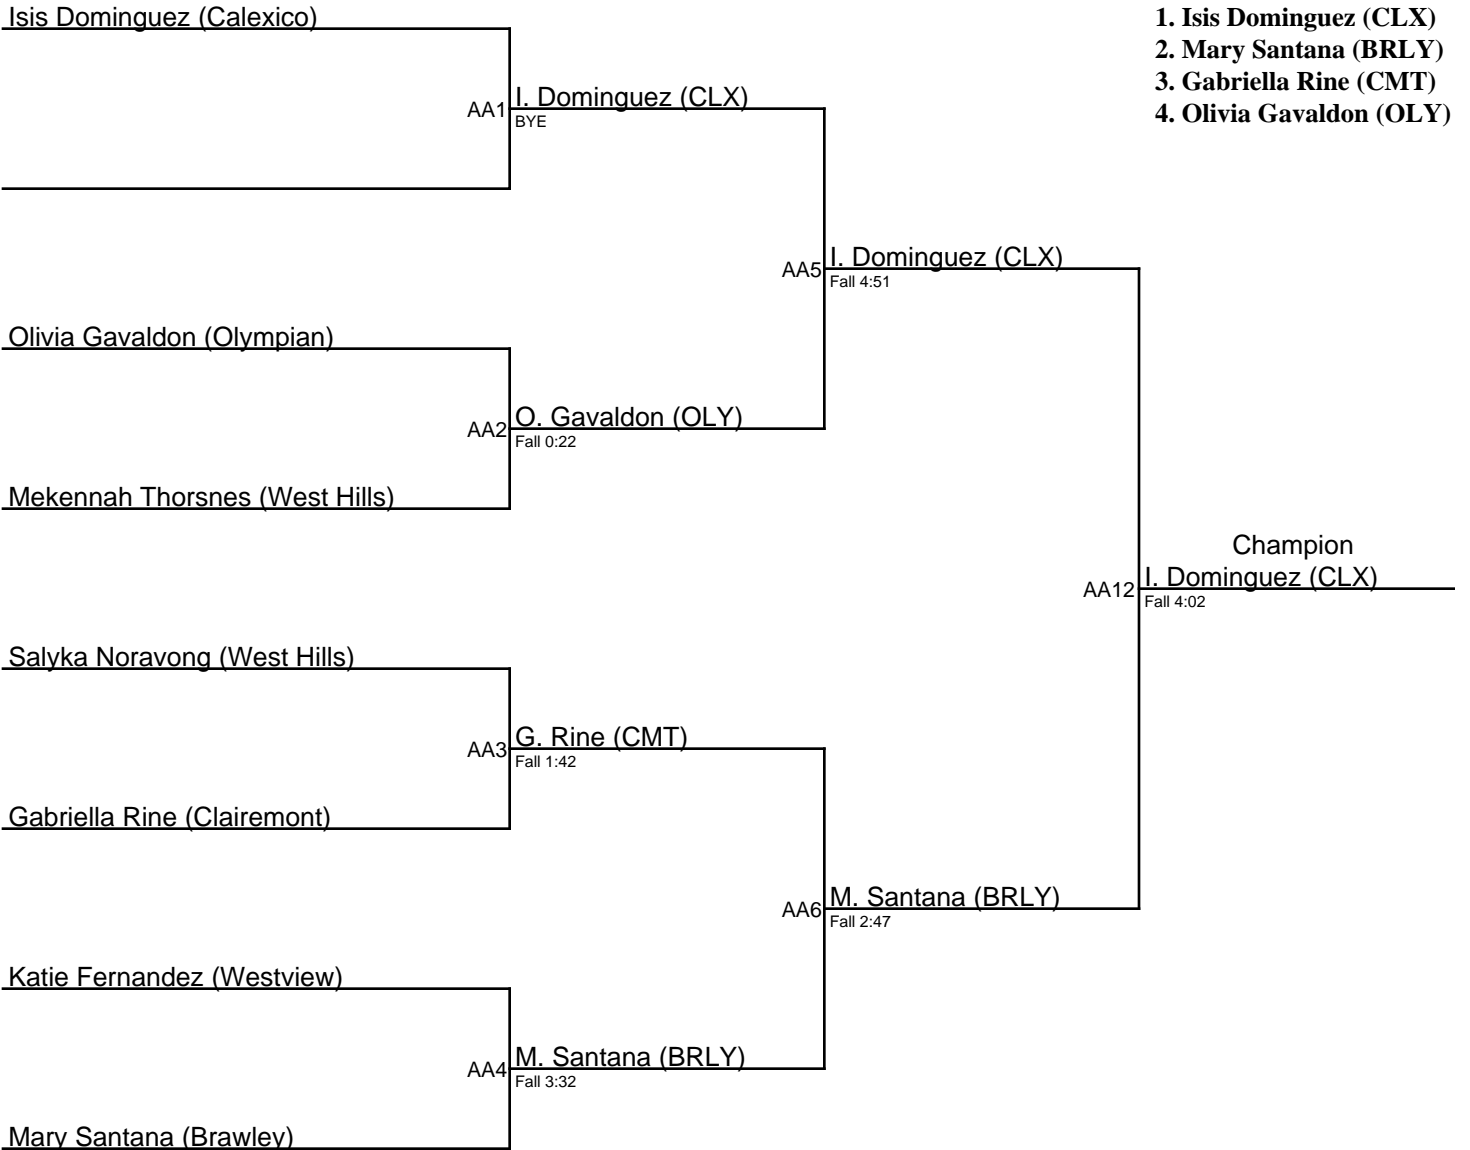 Isis Dominguez (Calexico)
1. Isis Dominguez (CLX)
2. Mary Santana (BRLY)
3. Gabriella Rine (CMT)
4. Olivia Gavaldon (OLY)
AA1
I. Dominguez (CLX)
BYE
AA5
I. Dominguez (CLX)
Fall 4:51
Olivia Gavaldon (Olympian)
AA2
O. Gavaldon (OLY)
Fall 0:22
Mekennah Thorsnes (West Hills)
Champion
AA12
I. Dominguez (CLX)
Fall 4:02
Salyka Noravong (West Hills)
AA3
G. Rine (CMT)
Fall 1:42
Gabriella Rine (Clairemont)
AA6
M. Santana (BRLY)
Fall 2:47
Katie Fernandez (Westview)
AA4
M. Santana (BRLY)
Fall 3:32
Mary Santana (Brawley)